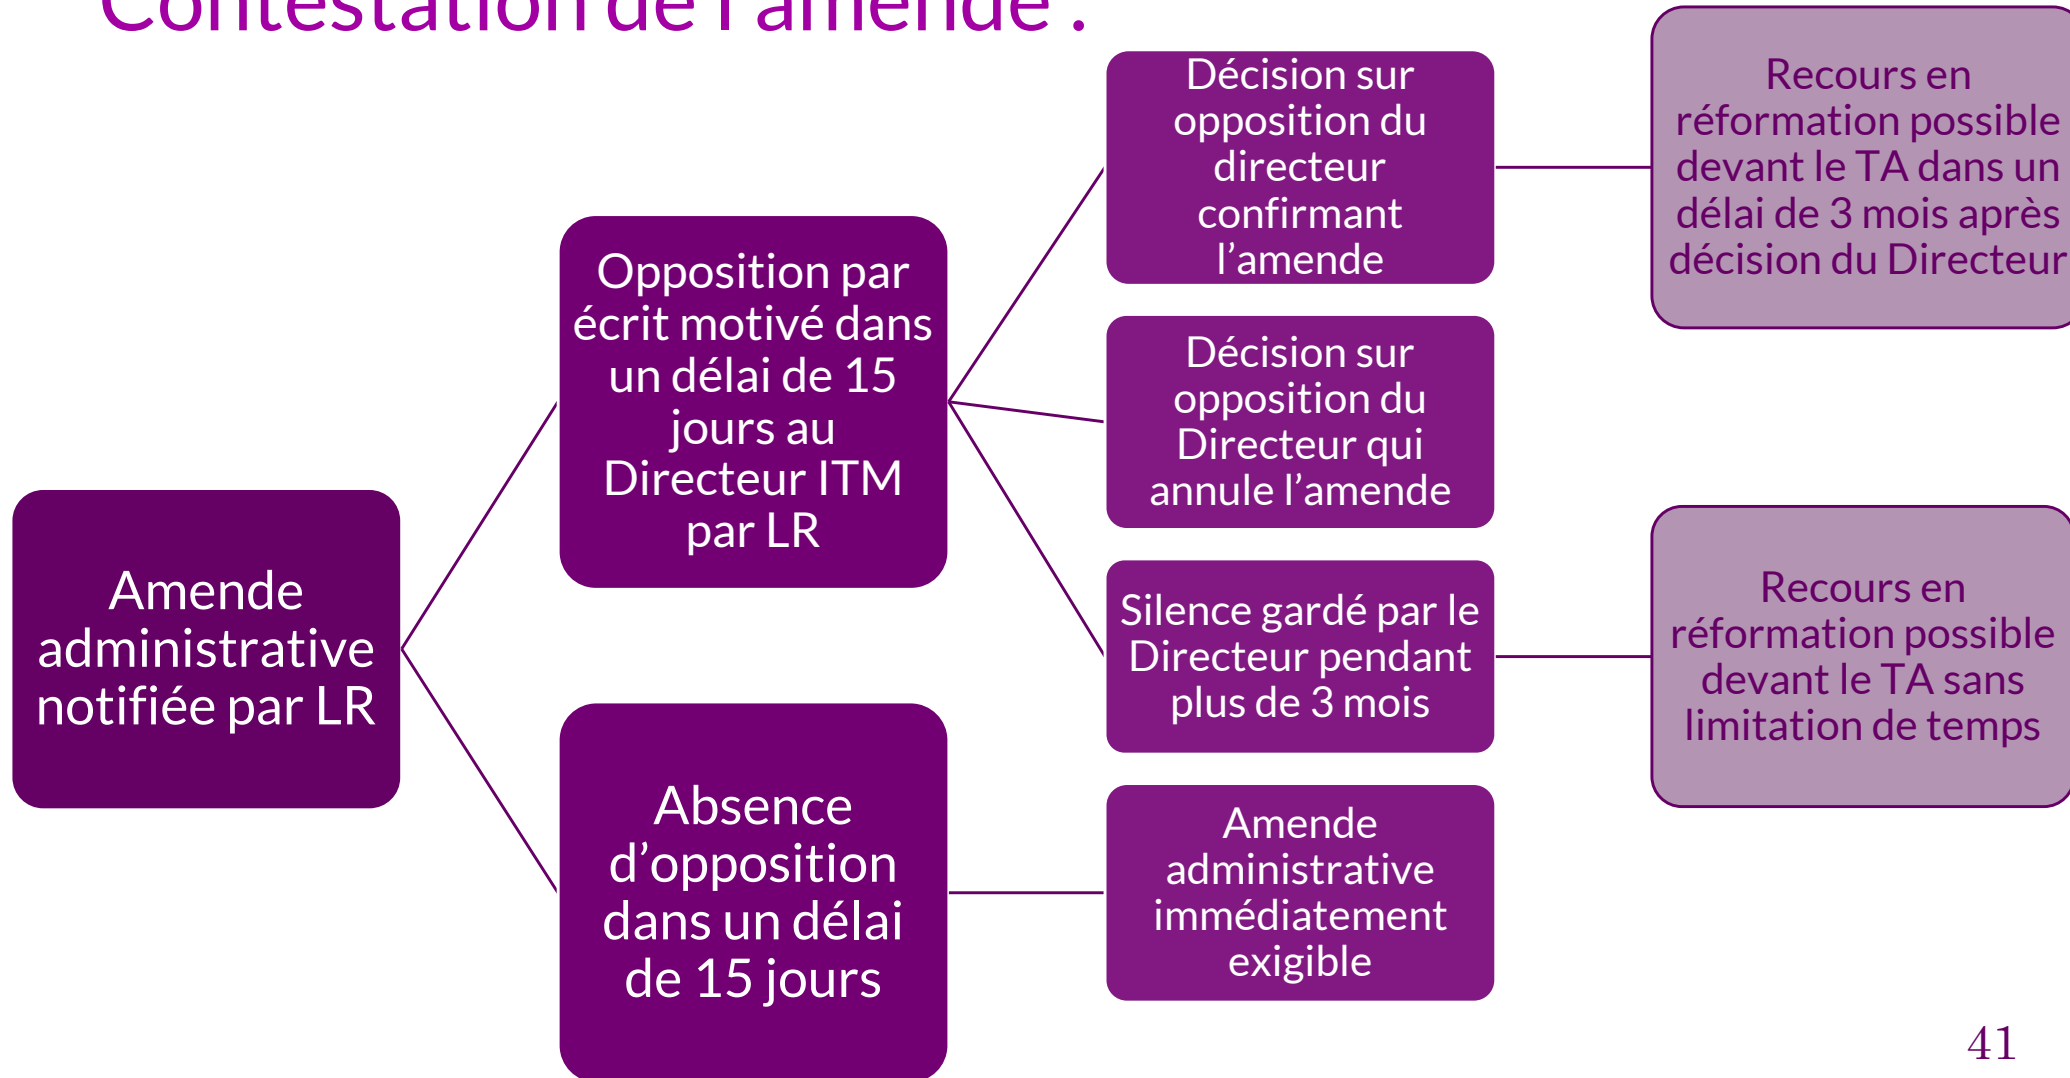 Contestation de l’amende :
Amende
administrative
notifiée par LR
Opposition par
écrit motivé dans
un délai de 15
jours au
Directeur ITM
par LR
Absence
d’opposition
dans un délai
de 15 jours
Décision sur
opposition du
directeur
confirmant
l’amende
Décision sur
opposition du
Directeur qui
annule l’amende
Silence gardé par le
Directeur pendant
plus de 3 mois
Amende
administrative
immédiatement
exigible
Recours en
réformation possible
devant le TA dans un
délai de 3 mois après
décision du Directeur
Recours en
réformation possible
devant le TA sans
limitation de temps
41